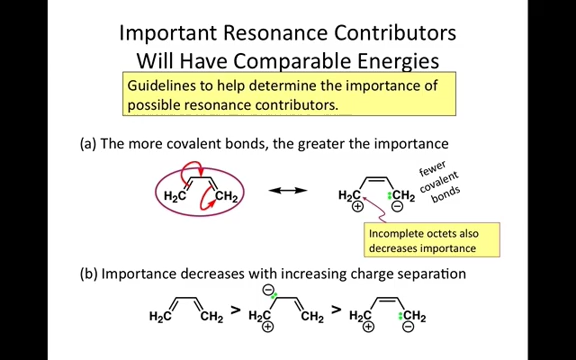 Important Resonance Contributors
Will Have Comparable Energies
Guidelines to help determine the importance of
possible resonance contributors.
(a) The more covalent bonds, the greater the importance
H₂C CH₂ ↔ H₂C ⊕ :CH₂ ⊖
fewer
covalent
bonds
Incomplete octets also
decreases importance
(b) Importance decreases with increasing charge separation
H₂C CH₂ > H₂C ⊕ ⊖ : CH₂ > H₂C ⊕ :CH₂ ⊖